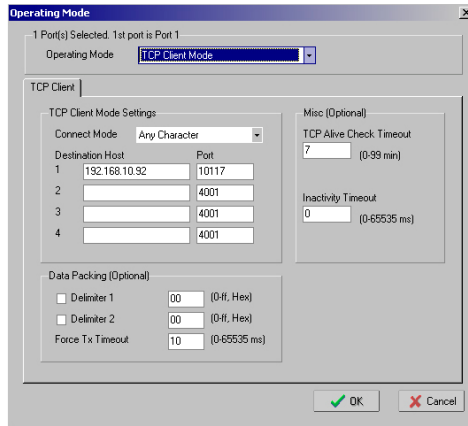 Operating Mode
1 Port(s) Selected. 1st port is Port 1
Operating Mode TCP Client Mode
TCP Client
TCP Client Mode Settings
Connect Mode Any Character
Destination Host Port
1 192.168.10.92 10117
2 4001
3 4001
4 4001
Misc (Optional)
TCP Alive Check Timeout
7 (0-99 min)
Inactivity Timeout
0 (0-65535 ms)
Data Packing (Optional)
Delimiter 1 00 (0-ff, Hex)
Delimiter 2 00 (0-ff, Hex)
Force Tx Timeout 10 (0-65535 ms)
OK Cancel